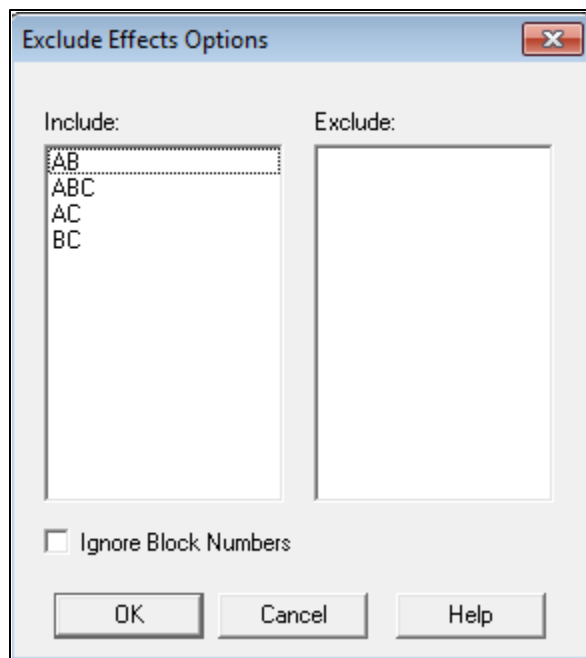 Exclude Effects Options
Include:
Exclude:
AB
ABC
AC
BC
Ignore Block Numbers
OK
Cancel
Help